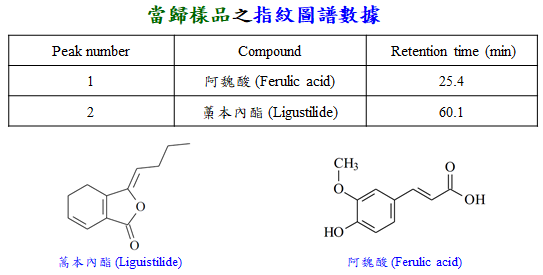 當歸樣品之指紋圖譜數據
Peak number Compound Retention time (min)
1 阿魏酸 (Ferulic acid) 25.4
2 藁本內酯 (Ligustilide) 60.1
O
O
CH3
O
HO
O
OH
藁本內酯 (Liguistilide)
阿魏酸 (Ferulic acid)